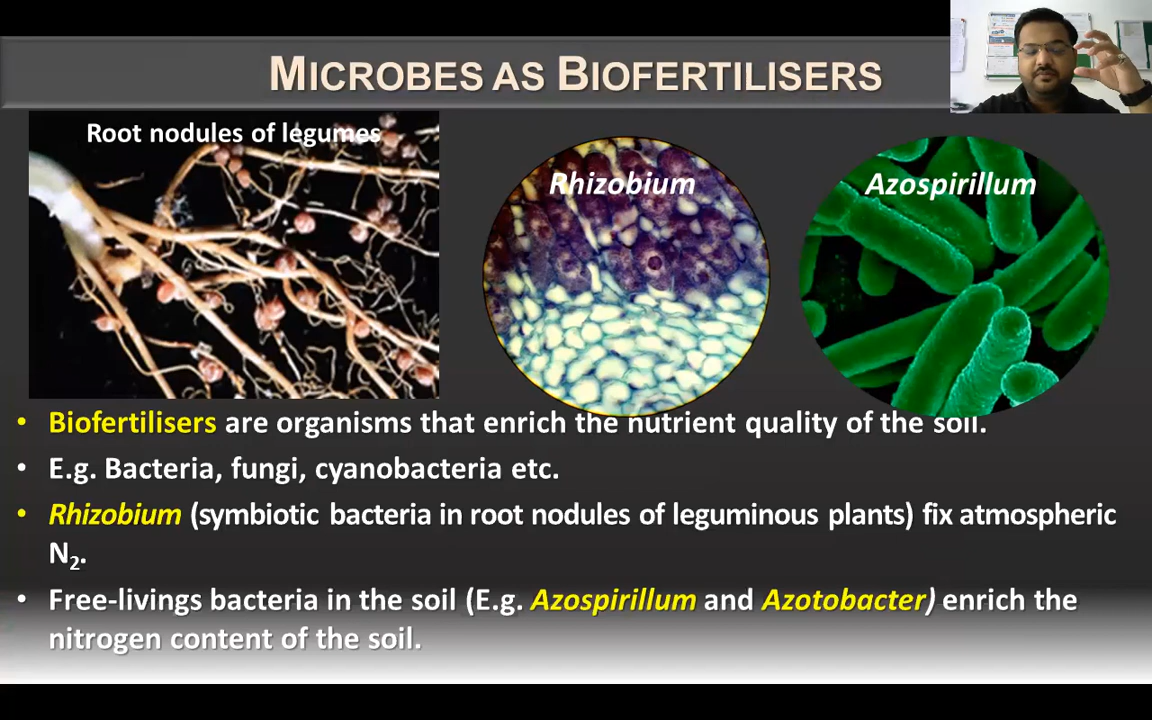 MICROBES AS BIOFERTILISERS
Root nodules of legumes
Rhizobium
Azospirillum
• Biofertilisers are organisms that enrich the nutrient quality of the soil.
• E.g. Bacteria, fungi, cyanobacteria etc.
• Rhizobium (symbiotic bacteria in root nodules of leguminous plants) fix atmospheric
N₂.
• Free-livings bacteria in the soil (E.g. Azospirillum and Azotobacter) enrich the
nitrogen content of the soil.